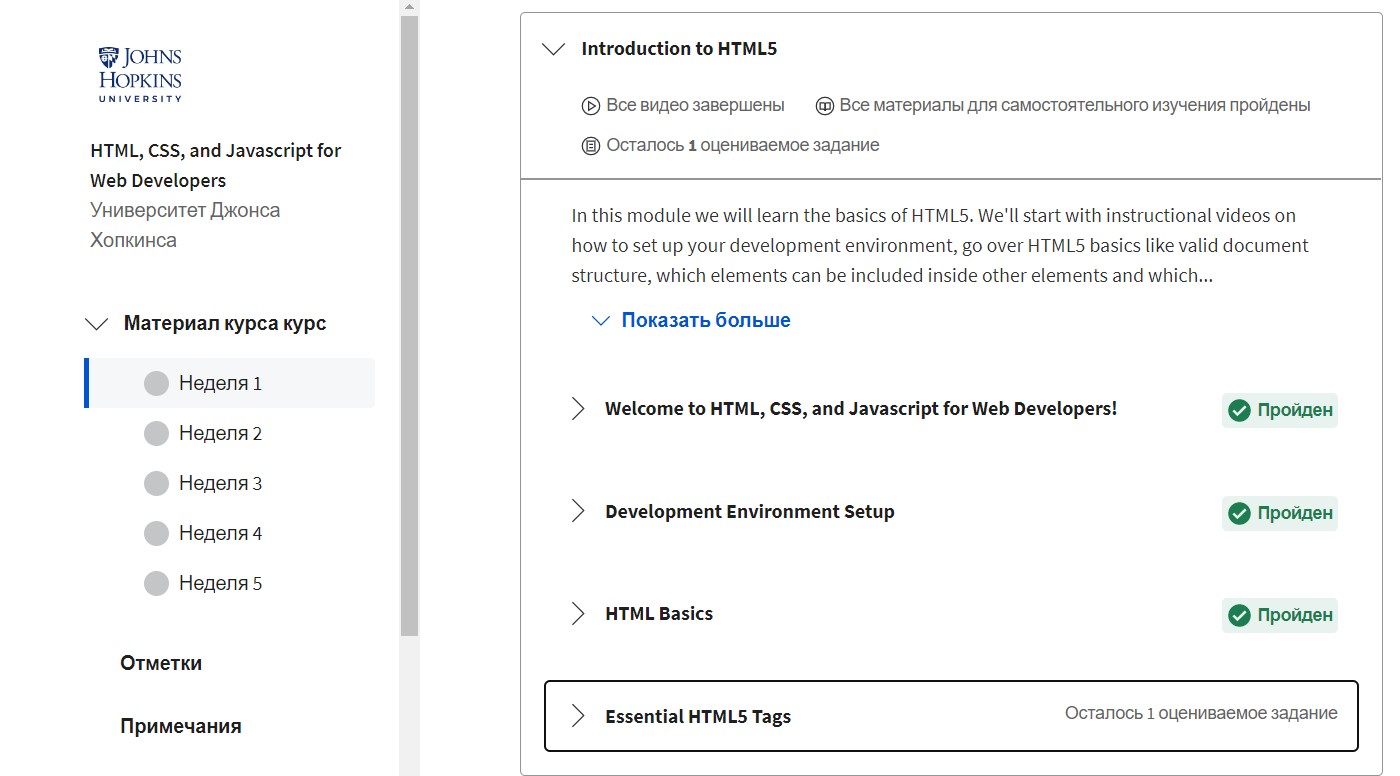 JOHNS
HOPKINS
UNIVERSITY
HTML, CSS, and Javascript for
Web Developers
Университет Джонса
Хопкинса
Материал курса курс
Неделя 1
Неделя 2
Неделя 3
Неделя 4
Неделя 5
Отметки
Примечания
Introduction to HTML5
Все видео завершены
Все материалы для самостоятельного изучения пройдены
Осталось 1 оцениваемое задание
In this module we will learn the basics of HTML5. We'll start with instructional videos on
how to set up your development environment, go over HTML5 basics like valid document
structure, which elements can be included inside other elements and which...
Показать больше
Welcome to HTML, CSS, and Javascript for Web Developers!
Пройден
Development Environment Setup
Пройден
HTML Basics
Пройден
Essential HTML5 Tags
Осталось 1 оцениваемое задание